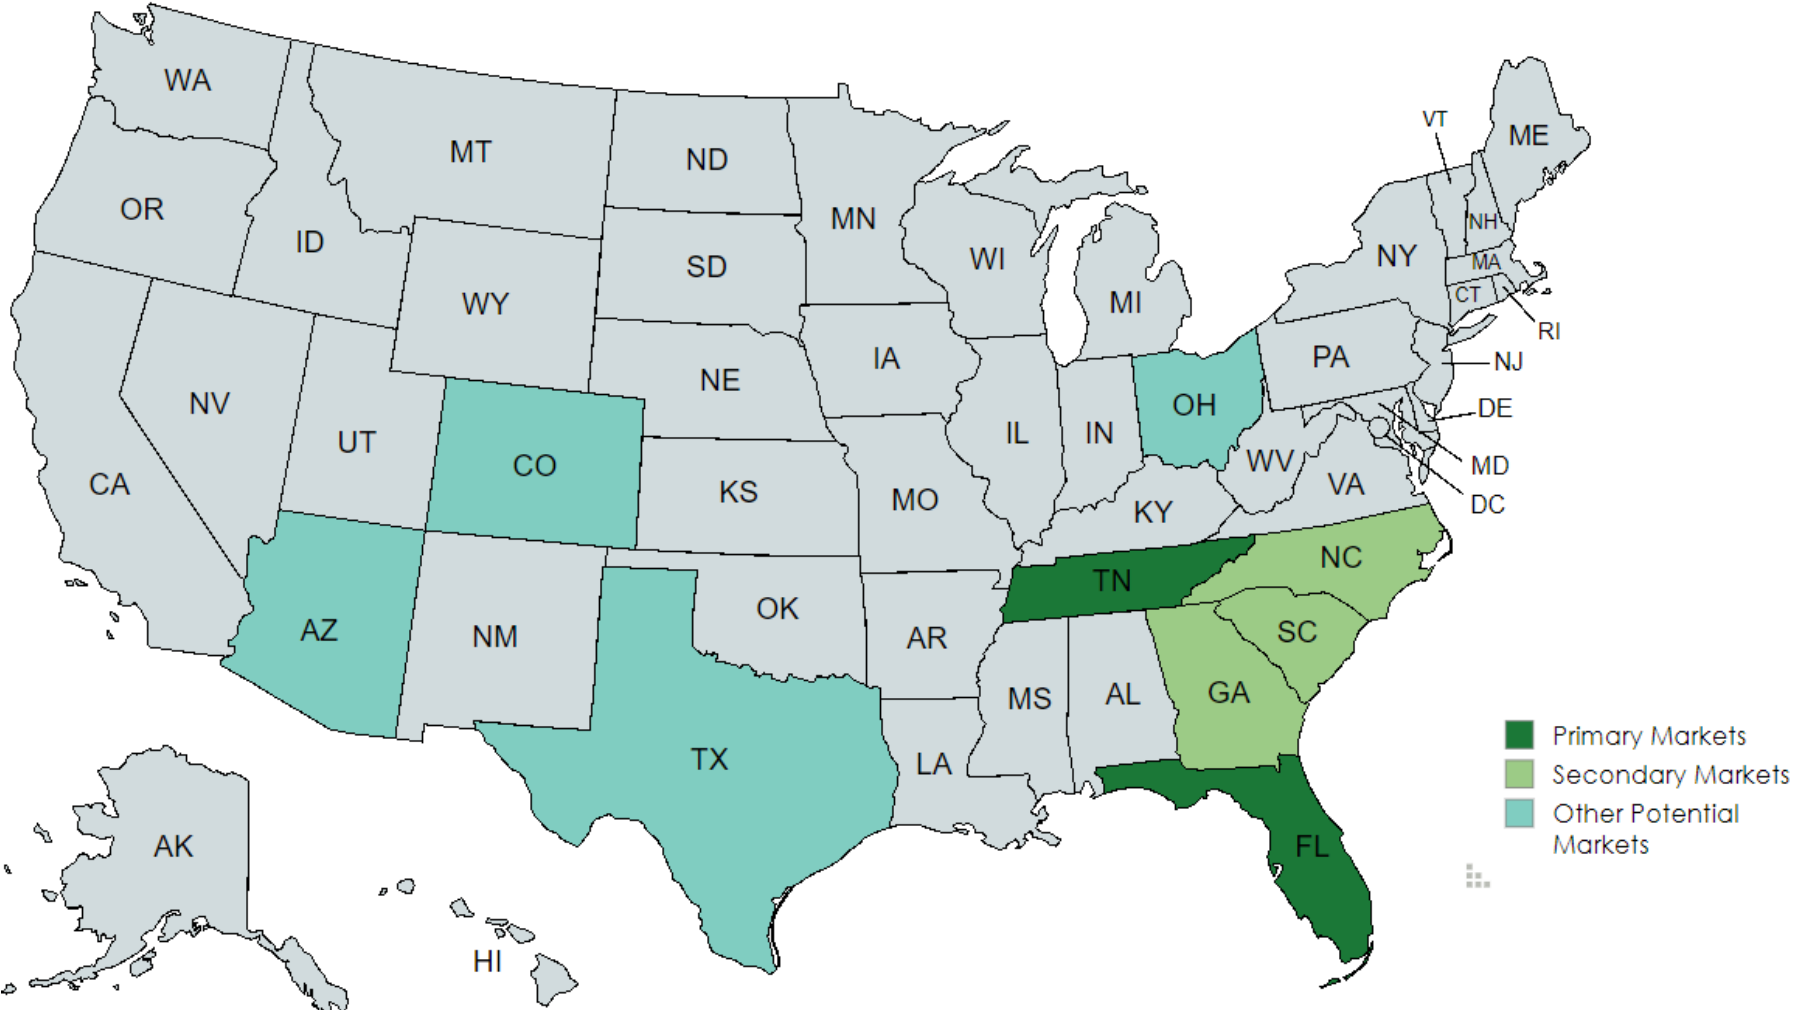 WA
MT
ND
MN
VT
ME
OR
ID
WY
SD
WI
MI
NY
NH
MA
CT
RI
NV
UT
CO
NE
IA
IL
IN
OH
PA
NJ
DE
MD
DC
CA
KS
MO
KY
WV
VA
AZ
NM
OK
AR
TN
NC
SC
TX
LA
MS
AL
GA
FL
AK
HI
Primary Markets
Secondary Markets
Other Potential
Markets